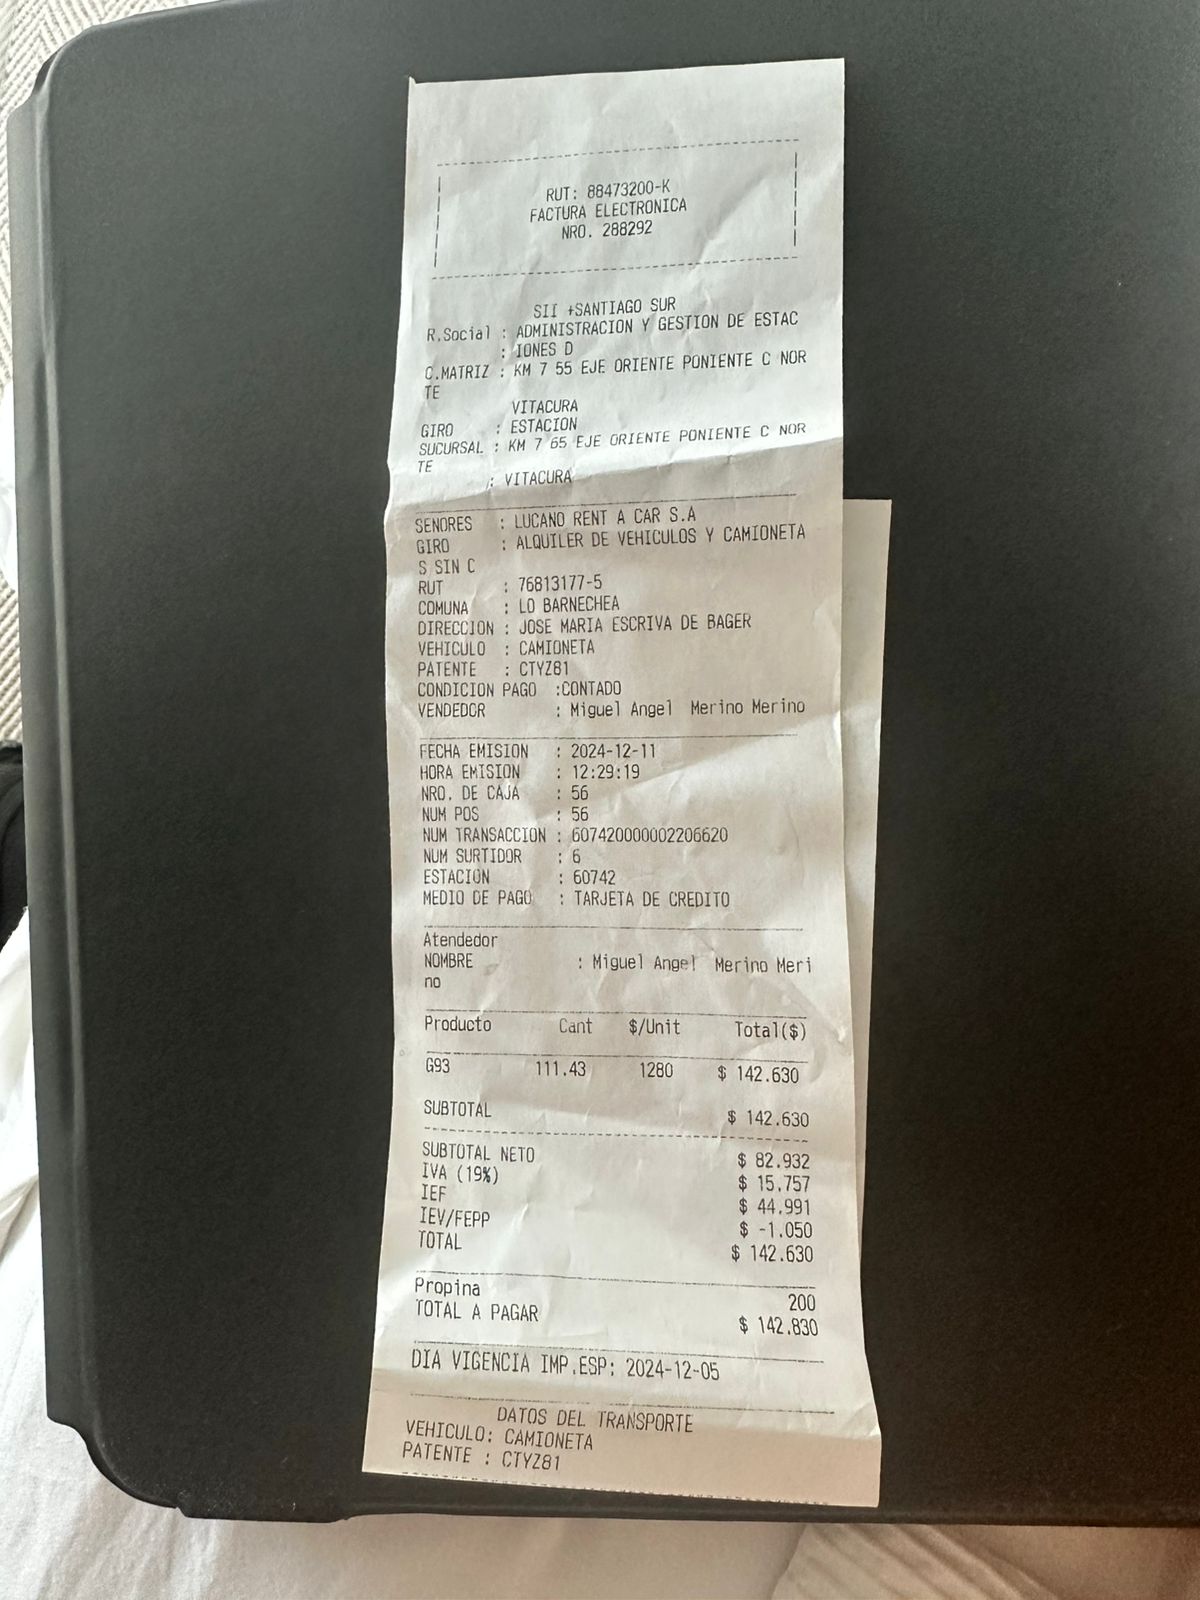 RUT: 88473200-K
FACTURA ELECTRONICA
NRO. 288292
SII +SANTIAGO SUR
R.Social : ADMINISTRACION Y GESTION DE ESTAC
: IONES D
C.MATRIZ : KM 7 55 EJE ORIENTE PONIENTE C NOR
TE
VITACURA
GIRO : ESTACION
SUCURSAL : KM 7 65 EJE ORIENTE PONIENTE C NOR
TE
: VITACURA
SENORES : LUCANO RENT A CAR S.A
GIRO : ALQUILER DE VEHICULOS Y CAMIONETA
S SIN C
RUT : 76813177-5
COMUNA : LO BARNECHEA
DIRECCION : JOSE MARIA ESCRIVA DE BAGER
VEHICULO : CAMIONETA
PATENTE : CTYZ81
CONDICION PAGO :CONTADO
VENDEDOR : Miguel Angel Merino Merino
FECHA EMISION : 2024-12-11
HORA EMISION : 12:29:19
NRO. DE CAJA : 56
NUM POS : 56
NUM TRANSACCION : 607420000002206620
NUM SURTIDOR : 6
ESTACION : 60742
MEDIO DE PAGO : TARJETA DE CREDITO
Atendedor
NOMBRE : Miguel Angel Merino Meri
no
Producto Cant $/Unit Total($)
G93 111.43 1280 $ 142.630
SUBTOTAL $ 142.630
SUBTOTAL NETO $ 82.932
IVA (19%) $ 15.757
IEF $ 44.991
IEV/FEPP $ -1.050
TOTAL $ 142.630
Propina 200
TOTAL A PAGAR $ 142.830
DIA VIGENCIA IMP.ESP: 2024-12-05
DATOS DEL TRANSPORTE
VEHICULO: CAMIONETA
PATENTE : CTYZ81